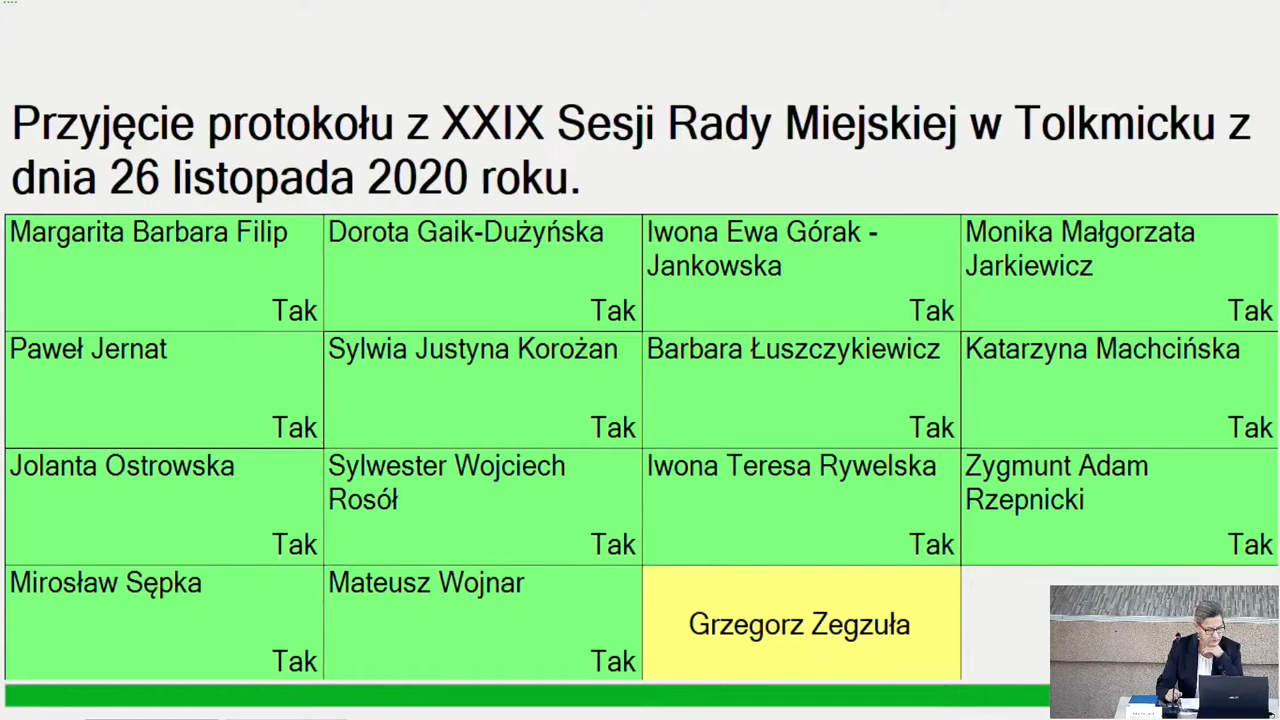 Przyjęcie protokołu z XXIX Sesji Rady Miejskiej w Tolkmicku z
dnia 26 listopada 2020 roku.
Margarita Barbara Filip
Tak
Dorota Gaik-Dużyńska
Tak
Iwona Ewa Górak -
Jankowska
Tak
Monika Małgorzata
Jarkiewicz
Tak
Paweł Jernat
Tak
Sylwia Justyna Korożan
Tak
Barbara Łuszczykiewicz
Tak
Katarzyna Machcińska
Tak
Jolanta Ostrowska
Tak
Sylwester Wojciech
Rosół
Tak
Iwona Teresa Rywelska
Tak
Zygmunt Adam
Rzepnicki
Tak
Mirosław Sępka
Tak
Mateusz Wojnar
Tak
Grzegorz Zegzuła